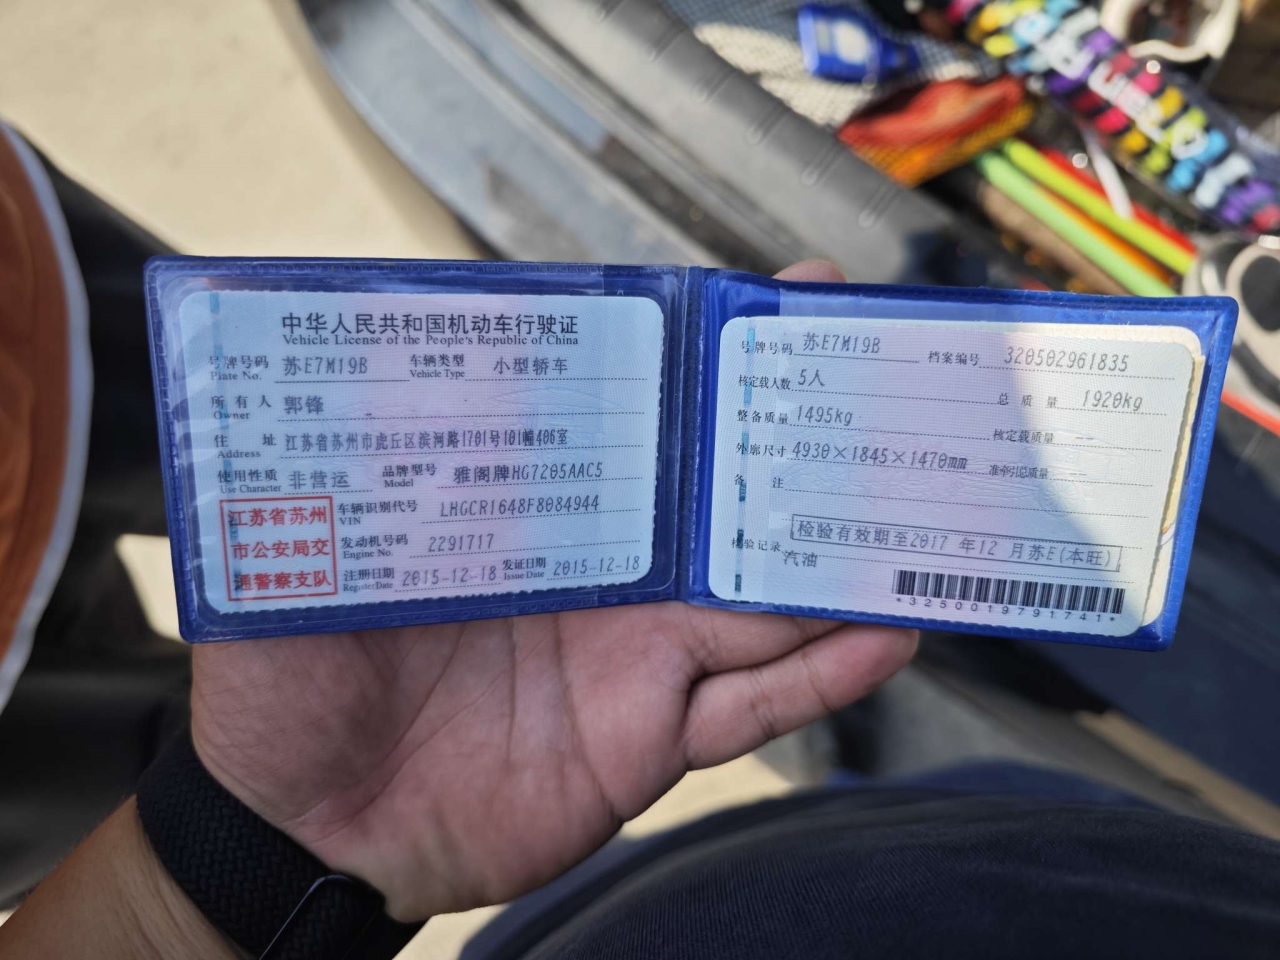 中华人民共和国机动车行驶证
Vehicle License of the People's Republic of China
号牌号码 苏E7M19B 车辆类型 小型轿车
Plate No. Vehicle Type
所有人 郭锋
Owner
住址 江苏省苏州市虎丘区滨河路1701号101幢406室
Address
使用性质 非营运 品牌型号 雅阁牌HG7205AAC5
Use Character Model
江苏省苏州
市公安局交
通警察支队
车辆识别代号 LHGCR1648F8084944
VIN
发动机号码 2291717
Engine No.
注册日期 2015-12-18 发证日期 2015-12-18
Register Date Issue Date
号牌号码 苏E7M19B 档案编号 320502961835
核定载人数 5人 总质量 1920kg
整备质量 1495kg 核定载质量 --
外廓尺寸 4930×1845×1470mm 准牵引总质量 --
备注
检验有效期至2017 年12 月苏E(本旺)
检验记录
汽油
*3250019791741*